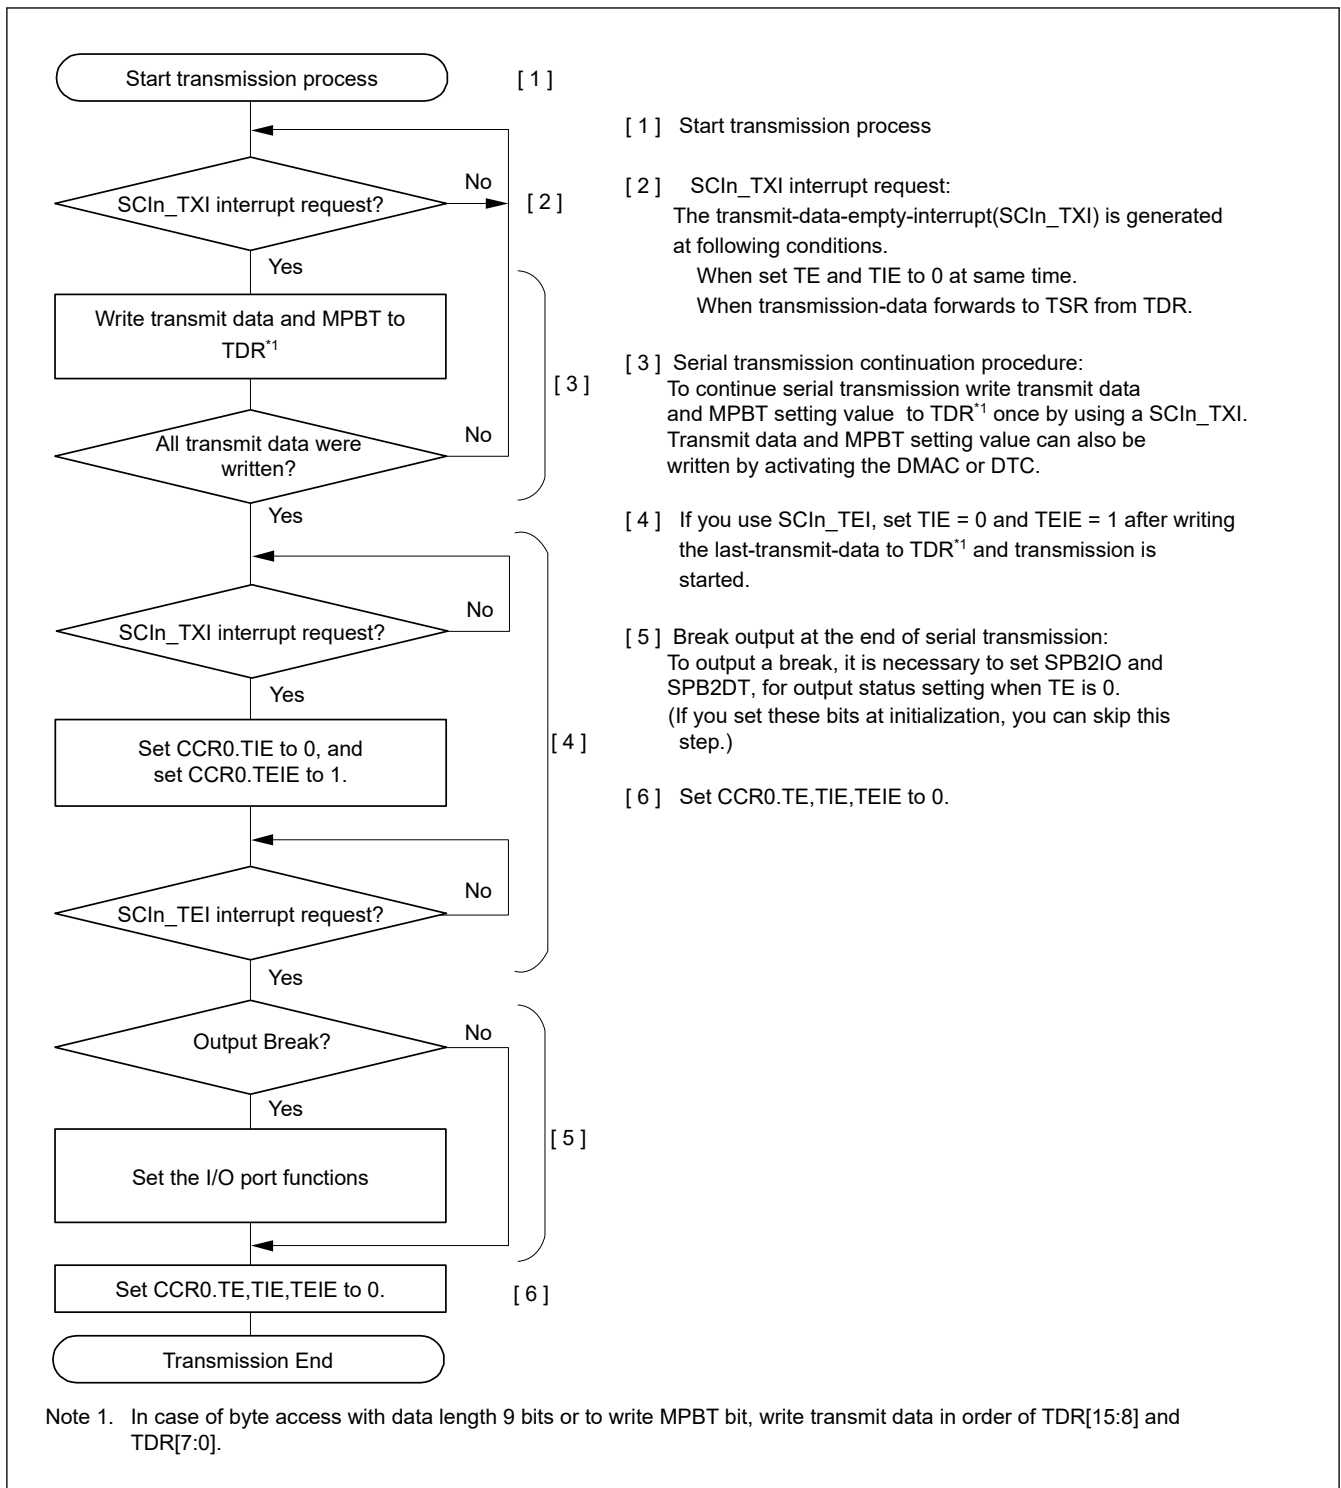 Start transmission process
[ 1 ]
SCIn_TXI interrupt request?
No
[ 2 ]
Yes
Write transmit data and MPBT to
TDR*1
[ 3 ]
All transmit data were
written?
No
Yes
SCIn_TXI interrupt request?
No
Yes
Set CCR0.TIE to 0, and
set CCR0.TEIE to 1.
[ 4 ]
SCIn_TEI interrupt request?
No
Yes
Output Break?
No
Yes
[ 5 ]
Set the I/O port functions
Set CCR0.TE,TIE,TEIE to 0.
[ 6 ]
Transmission End
[ 1 ] Start transmission process
[ 2 ] SCIn_TXI interrupt request:
The transmit-data-empty-interrupt(SCIn_TXI) is generated
at following conditions.
When set TE and TIE to 0 at same time.
When transmission-data forwards to TSR from TDR.
[ 3 ] Serial transmission continuation procedure:
To continue serial transmission write transmit data
and MPBT setting value to TDR*1 once by using a SCIn_TXI.
Transmit data and MPBT setting value can also be
written by activating the DMAC or DTC.
[ 4 ] If you use SCIn_TEI, set TIE = 0 and TEIE = 1 after writing
the last-transmit-data to TDR*1 and transmission is
started.
[ 5 ] Break output at the end of serial transmission:
To output a break, it is necessary to set SPB2IO and
SPB2DT, for output status setting when TE is 0.
(If you set these bits at initialization, you can skip this
step.)
[ 6 ] Set CCR0.TE,TIE,TEIE to 0.
Note 1. In case of byte access with data length 9 bits or to write MPBT bit, write transmit data in order of TDR[15:8] and
TDR[7:0].